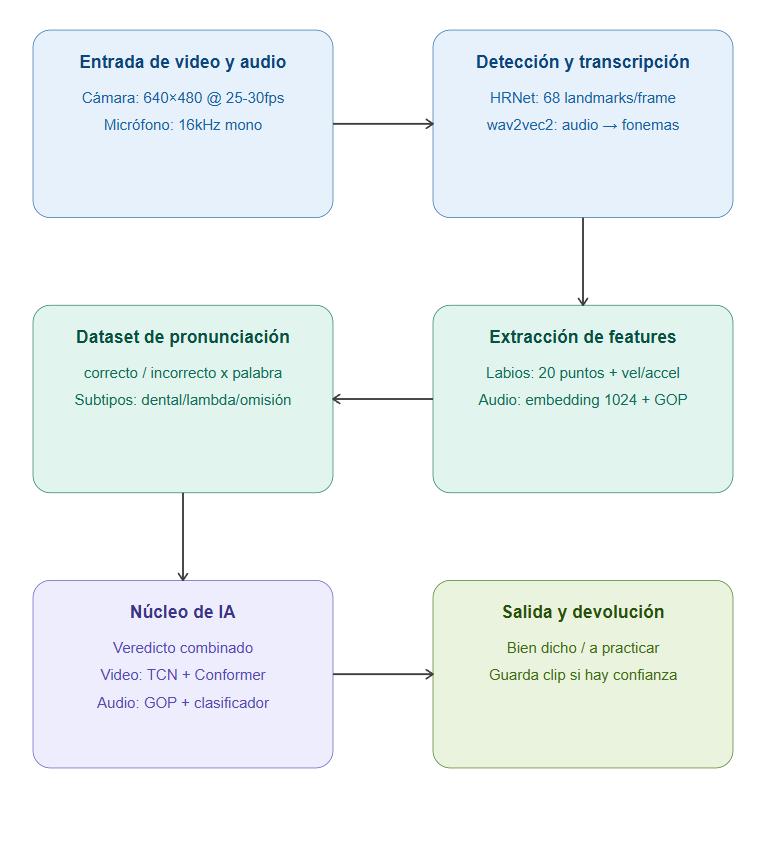 Entrada de video y audio
Cámara: 640×480 @ 25-30fps
Micrófono: 16kHz mono
Detección y transcripción
HRNet: 68 landmarks/frame
wav2vec2: audio → fonemas
Dataset de pronunciación
correcto / incorrecto x palabra
Subtipos: dental/lambda/omisión
Extracción de features
Labios: 20 puntos + vel/accel
Audio: embedding 1024 + GOP
Núcleo de IA
Veredicto combinado
Video: TCN + Conformer
Audio: GOP + clasificador
Salida y devolución
Bien dicho / a practicar
Guarda clip si hay confianza